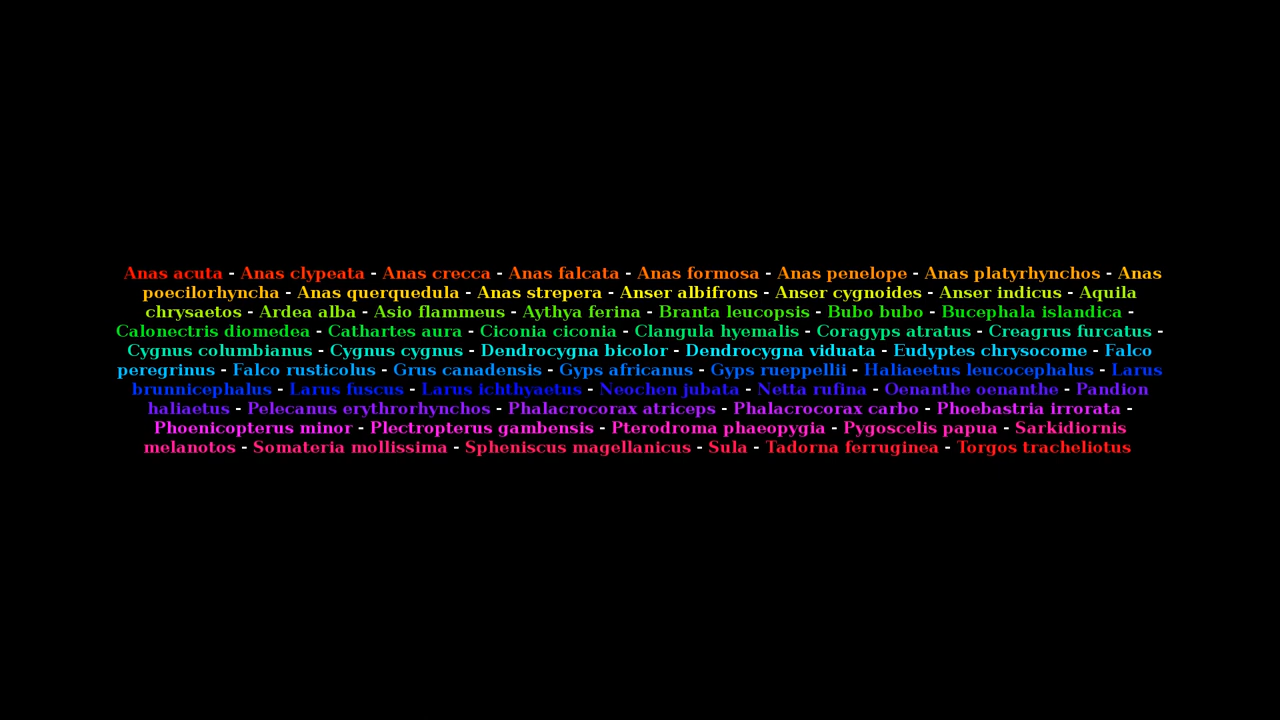 Anas acuta - Anas clypeata - Anas crecca - Anas falcata - Anas formosa - Anas penelope - Anas platyrhynchos - Anas
poecilorhyncha - Anas querquedula - Anas strepera - Anser albifrons - Anser cygnoides - Anser indicus - Aquila
chrysaetos - Ardea alba - Asio flammeus - Aythya ferina - Branta leucopsis - Bubo bubo - Bucephala islandica -
Calonectris diomedea - Cathartes aura - Ciconia ciconia - Clangula hyemalis - Coragyps atratus - Creagrus furcatus -
Cygnus columbianus - Cygnus cygnus - Dendrocygna bicolor - Dendrocygna viduata - Eudyptes chrysocome - Falco
peregrinus - Falco rusticolus - Grus canadensis - Gyps africanus - Gyps rueppellii - Haliaeetus leucocephalus - Larus
brunnicephalus - Larus fuscus - Larus ichthyaetus - Neochen jubata - Netta rufina - Oenanthe oenanthe - Pandion
haliaetus - Pelecanus erythrorhynchos - Phalacrocorax atriceps - Phalacrocorax carbo - Phoebastria irrorata -
Phoenicopterus minor - Plectropterus gambensis - Pterodroma phaeopygia - Pygoscelis papua - Sarkidiornis
melanotos - Somateria mollissima - Spheniscus magellanicus - Sula - Tadorna ferruginea - Torgos tracheliotus